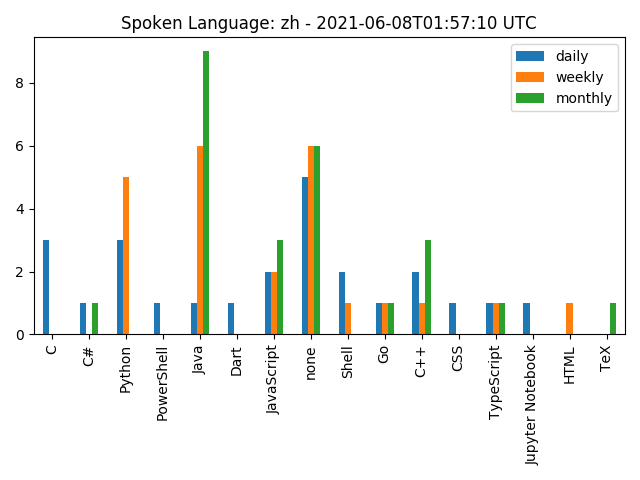 Spoken Language: zh - 2021-06-08T01:57:10 UTC
daily
weekly
monthly
8
6
4
2
0
C
C#
Python
PowerShell
Java
Dart
JavaScript
none
Shell
Go
C++
CSS
TypeScript
Jupyter Notebook
HTML
TeX